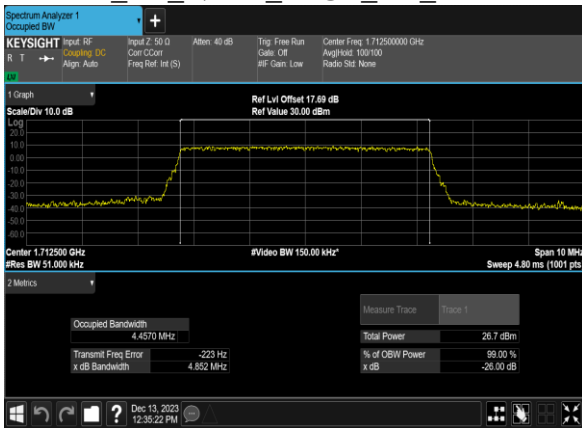 Spectrum Analyzer 1
Occupied BW
KEYSIGHT Input: RF Input Z: 50 Ω Atten: 40 dB Trig: Free Run Center Freq: 1.712500000 GHz
R T Coupling: DC Corr CCorr Gate: Off Avg|Hold: 100/100
Align: Auto Freq Ref: Int (S) #IF Gain: Low Radio Std: None
LV
1 Graph
Ref Lvl Offset 17.69 dB
Scale/Div 10.0 dB Ref Value 30.00 dBm
Log
20.0
10.0
0.00
-10.0
-20.0
-30.0
-40.0
-50.0
-60.0
Center 1.712500 GHz #Video BW 150.00 kHz* Span 10 MHz
#Res BW 51.000 kHz Sweep 4.80 ms (1001 pts)
2 Metrics
Measure Trace Trace 1
Occupied Bandwidth
4.4570 MHz Total Power 26.7 dBm
Transmit Freq Error -223 Hz % of OBW Power 99.00 %
x dB Bandwidth 4.852 MHz x dB -26.00 dB
Dec 13, 2023
12:35:22 PM